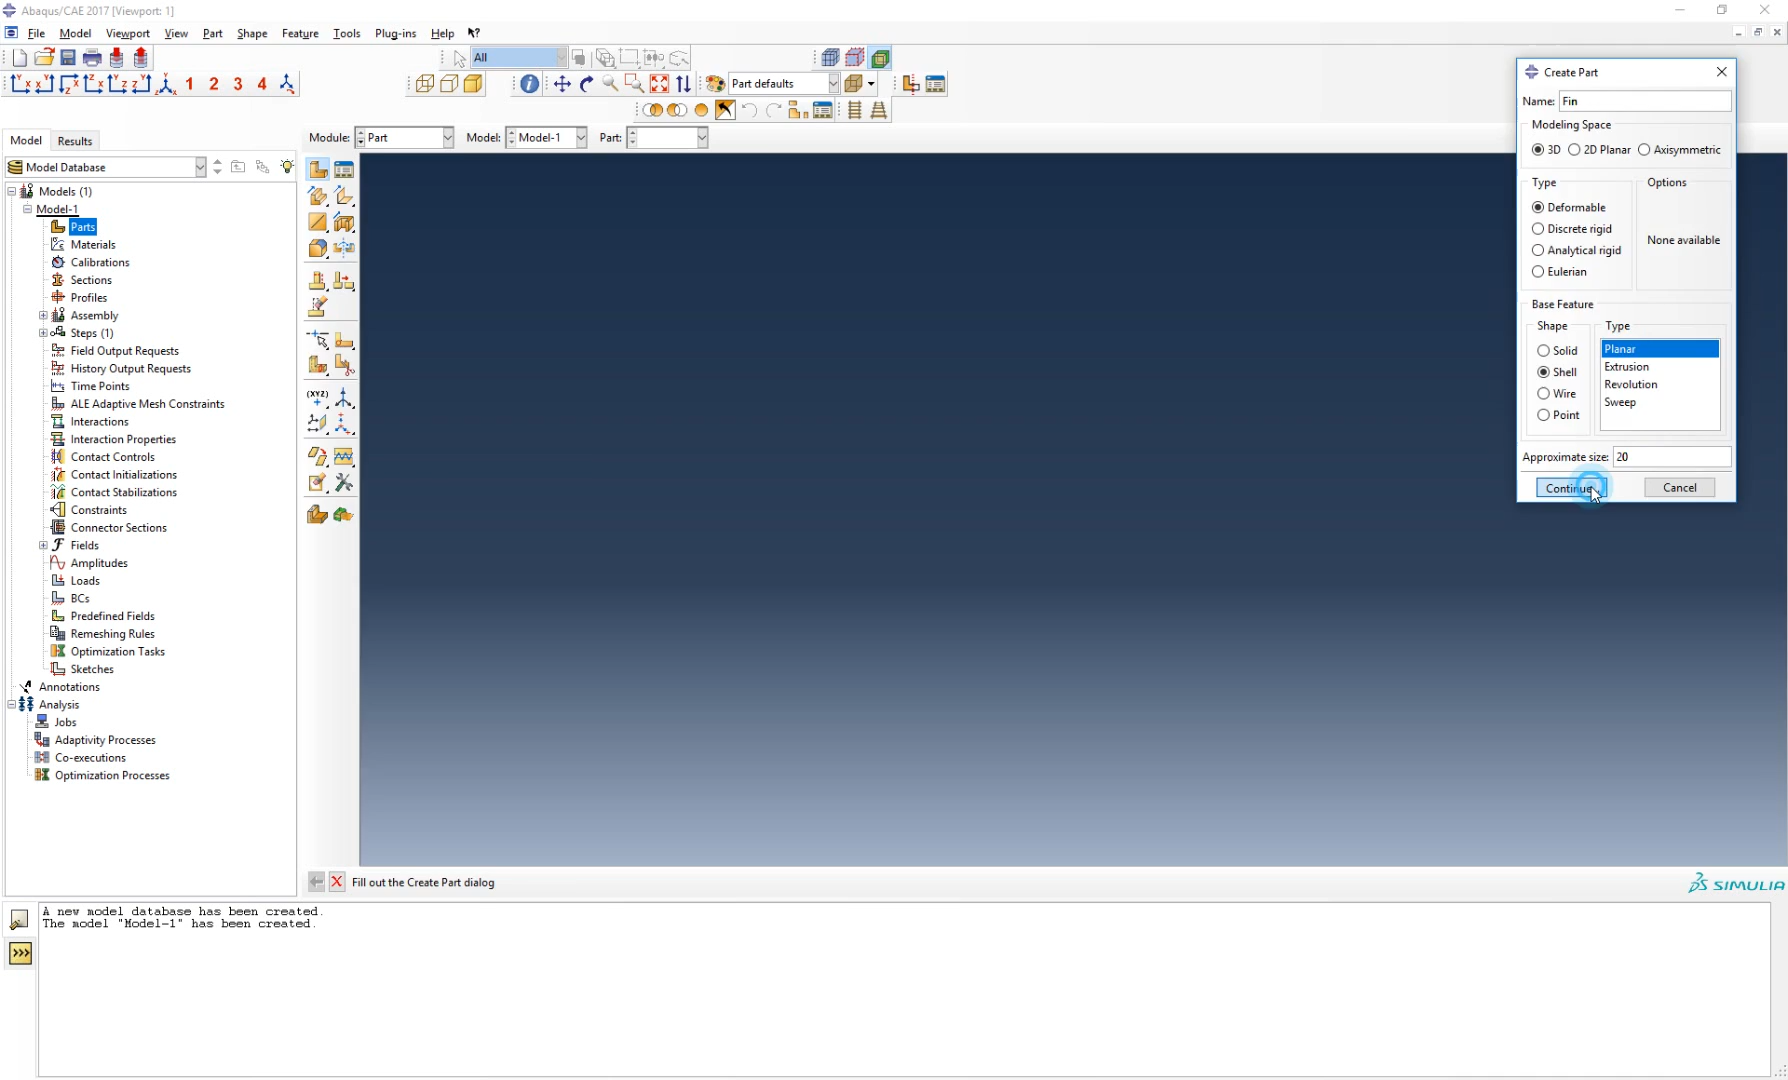 Abaqus/CAE 2017 [Viewport: 1]
File Model Viewport View Part Shape Feature Tools Plug-ins Help
All
1 2 3 4
Part defaults
Model Results
Module: Part Model: Model-1 Part:
Model Database
Models (1)
Model-1
Parts
Materials
Calibrations
Sections
Profiles
Assembly
Steps (1)
Field Output Requests
History Output Requests
Time Points
ALE Adaptive Mesh Constraints
Interactions
Interaction Properties
Contact Controls
Contact Initializations
Contact Stabilizations
Constraints
Connector Sections
Fields
Amplitudes
Loads
BCs
Predefined Fields
Remeshing Rules
Optimization Tasks
Sketches
Annotations
Analysis
Jobs
Adaptivity Processes
Co-executions
Optimization Processes
(XYZ)
Create Part
Name: Fin
Modeling Space
3D 2D Planar Axisymmetric
Type Options
Deformable
Discrete rigid
Analytical rigid
Eulerian
None available
Base Feature
Shape Type
Solid
Shell
Wire
Point
Planar
Extrusion
Revolution
Sweep
Approximate size: 20
Continue Cancel
Fill out the Create Part dialog
SIMULIA
A new model database has been created.
The model "Model-1" has been created.
>>>